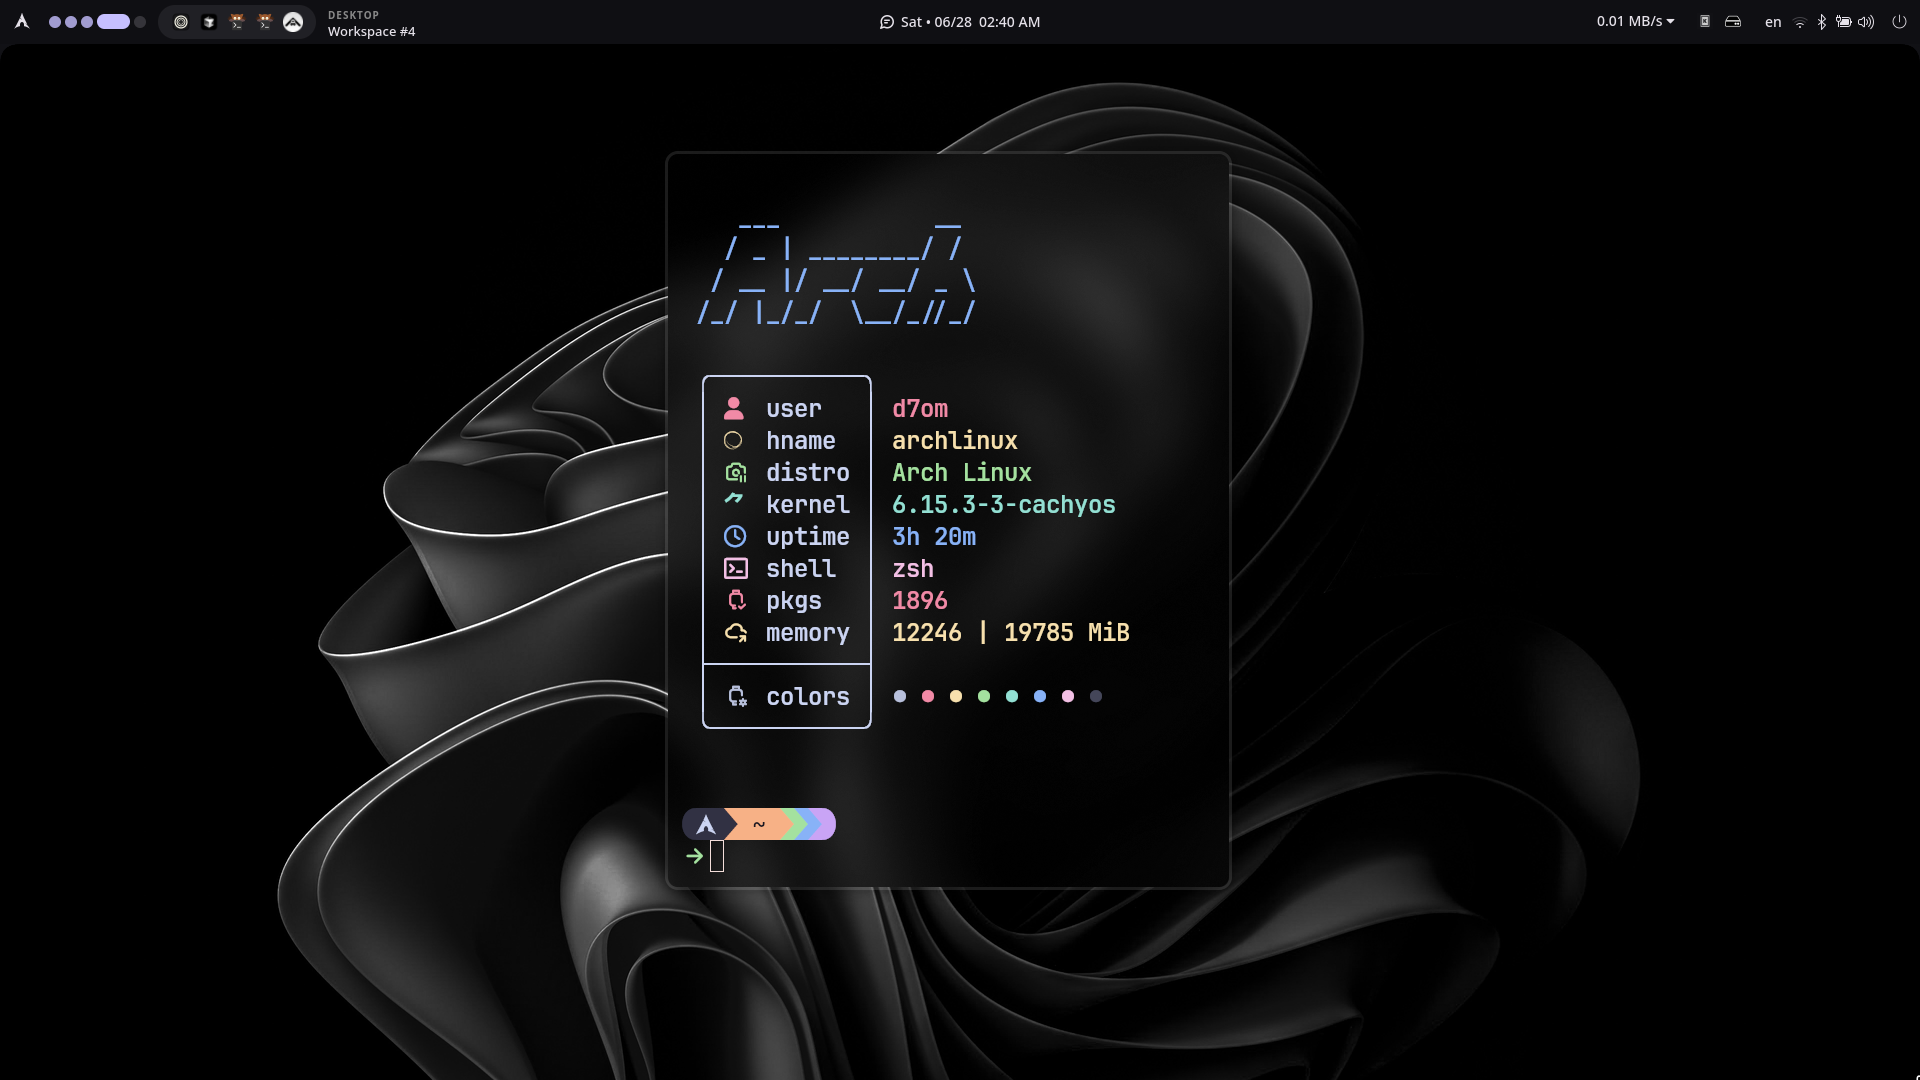 DESKTOP
Workspace #4
Sat • 06/28 02:40 AM
0.01 MB/s
en
Arch
user d7om
hname archlinux
distro Arch Linux
kernel 6.15.3-3-cachyos
uptime 3h 20m
shell zsh
pkgs 1896
memory 12246 | 19785 MiB
colors
~